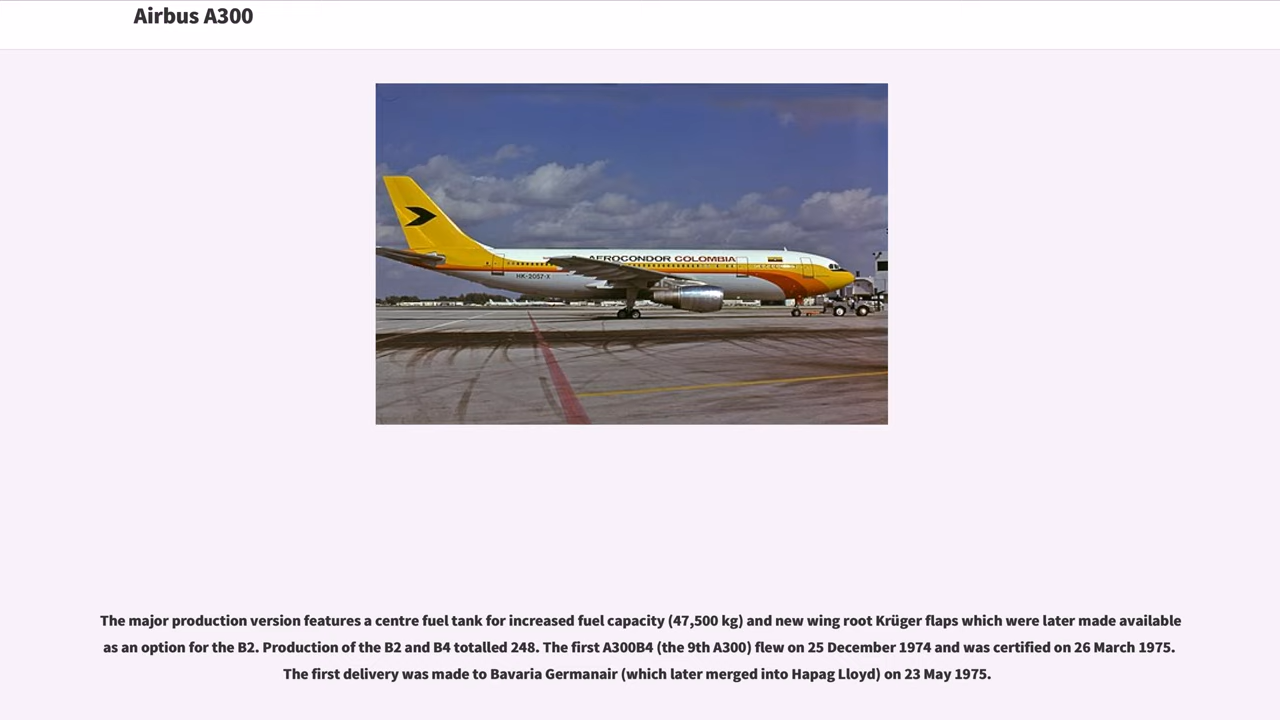 Airbus A300
AEROCONDOR COLOMBIA
HK-2057-X
The major production version features a centre fuel tank for increased fuel capacity (47,500 kg) and new wing root Krüger flaps which were later made available
as an option for the B2. Production of the B2 and B4 totalled 248. The first A300B4 (the 9th A300) flew on 25 December 1974 and was certified on 26 March 1975.
The first delivery was made to Bavaria Germanair (which later merged into Hapag Lloyd) on 23 May 1975.